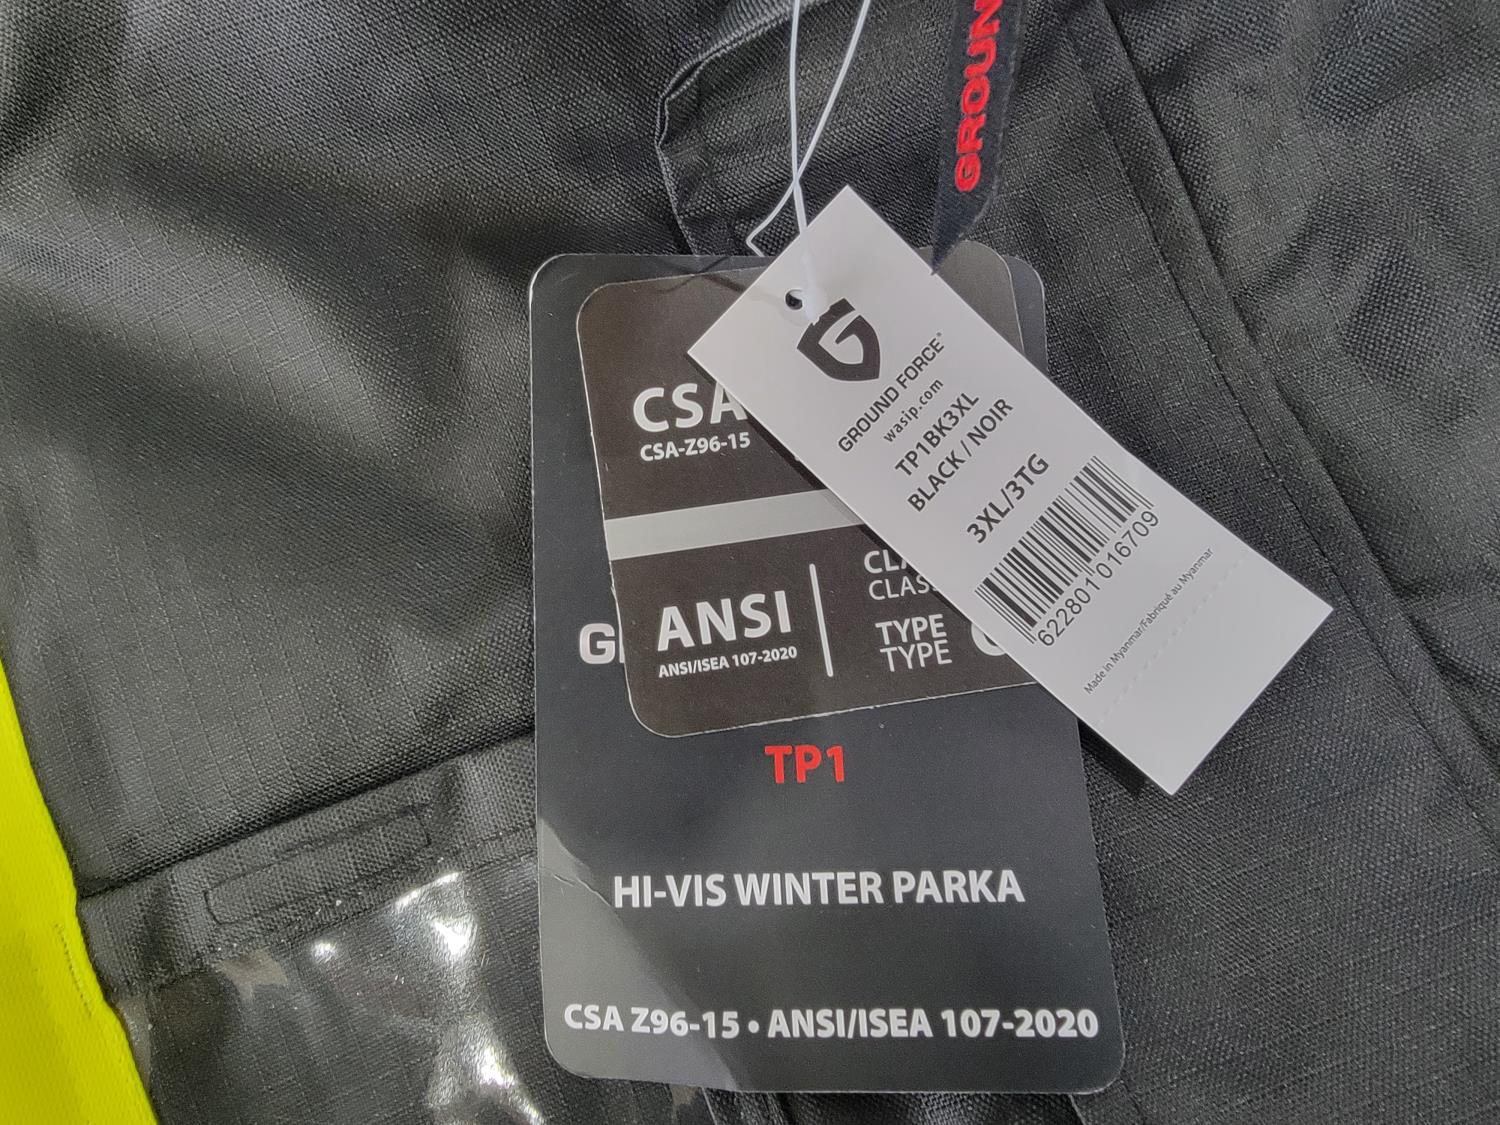 GROUN
GROUND FORCE®
wasip.com
TP1BK3XL
BLACK / NOIR
3XL/3TG
622801016709
Made in Myanmar/Fabriqué au Myanmar
CSA
CSA-Z96-15
ANSI
ANSI/ISEA 107-2020
CLAS
TYPE
TYPE
TP1
HI-VIS WINTER PARKA
CSA Z96-15 • ANSI/ISEA 107-2020